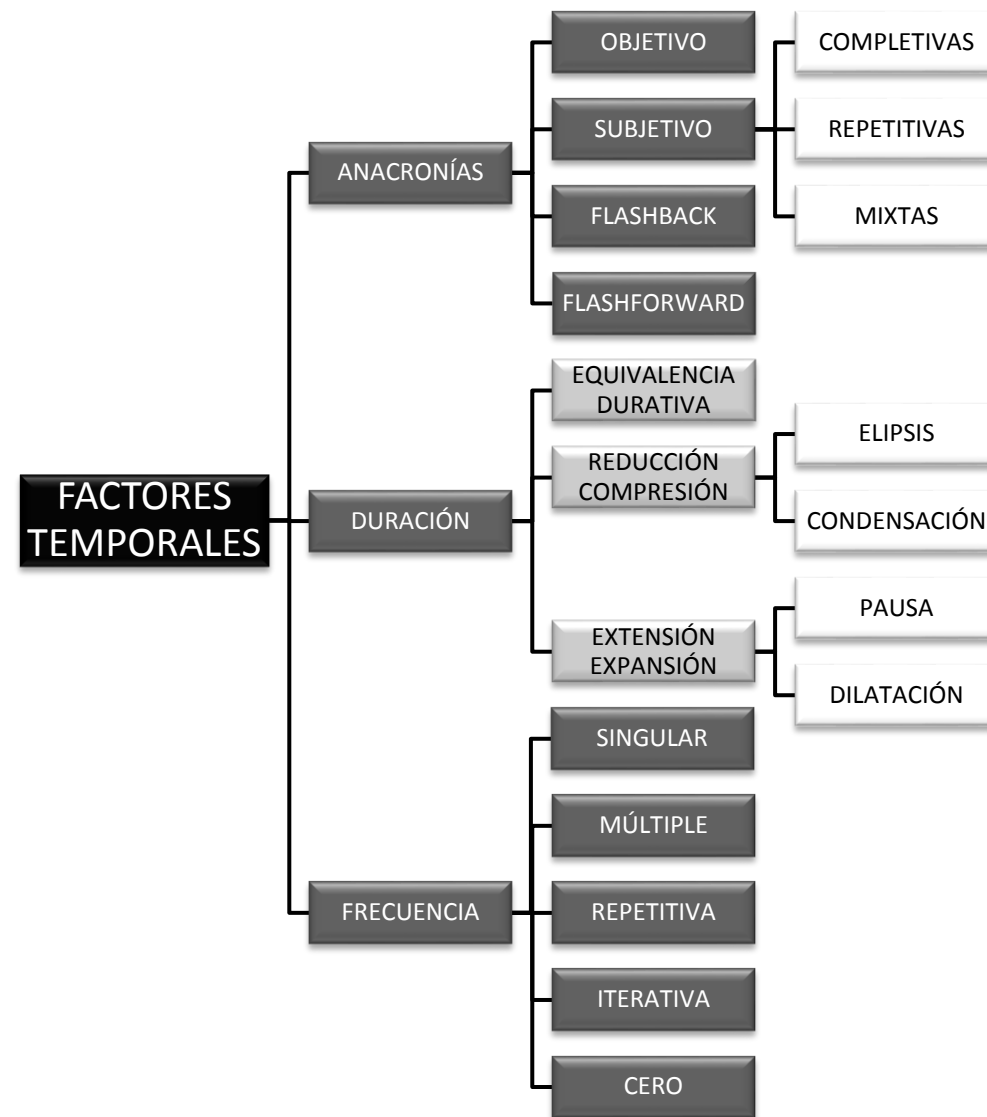 FACTORES
TEMPORALES
ANACRONÍAS
OBJETIVO
SUBJETIVO
COMPLETIVAS
REPETITIVAS
MIXTAS
FLASHBACK
FLASHFORWARD
DURACIÓN
EQUIVALENCIA
DURATIVA
REDUCCIÓN
COMPRESIÓN
ELIPSIS
CONDENSACIÓN
EXTENSIÓN
EXPANSIÓN
PAUSA
DILATACIÓN
FRECUENCIA
SINGULAR
MÚLTIPLE
REPETITIVA
ITERATIVA
CERO